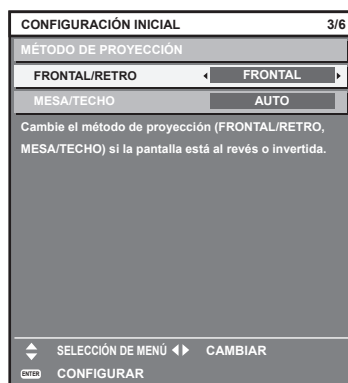 CONFIGURACIÓN INICIAL 3/6
MÉTODO DE PROYECCIÓN
FRONTAL/RETRO FRONTAL
MESA/TECHO AUTO
Cambie el método de proyección (FRONTAL/RETRO,
MESA/TECHO) si la pantalla está al revés o invertida.
SELECCIÓN DE MENÚ CAMBIAR
ENTER CONFIGURAR